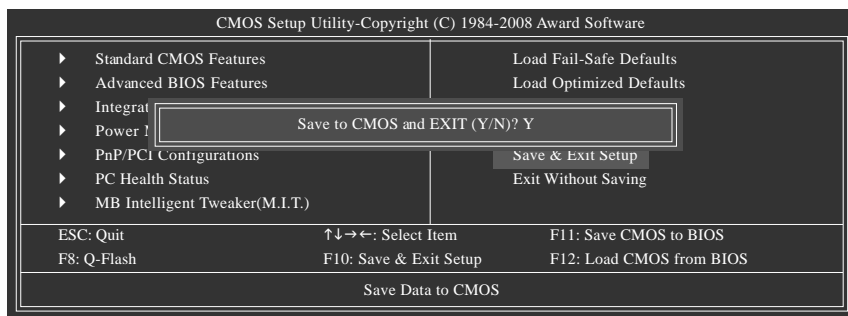 CMOS Setup Utility-Copyright (C) 1984-2008 Award Software
Standard CMOS Features
Advanced BIOS Features
Integrat
Power
PnP/PCI Configurations
PC Health Status
MB Intelligent Tweaker(M.I.T.)
Load Fail-Safe Defaults
Load Optimized Defaults
Save & Exit Setup
Exit Without Saving
Save to CMOS and EXIT (Y/N)? Y
ESC: Quit ↑↓→←: Select Item F11: Save CMOS to BIOS
F8: Q-Flash F10: Save & Exit Setup F12: Load CMOS from BIOS
Save Data to CMOS